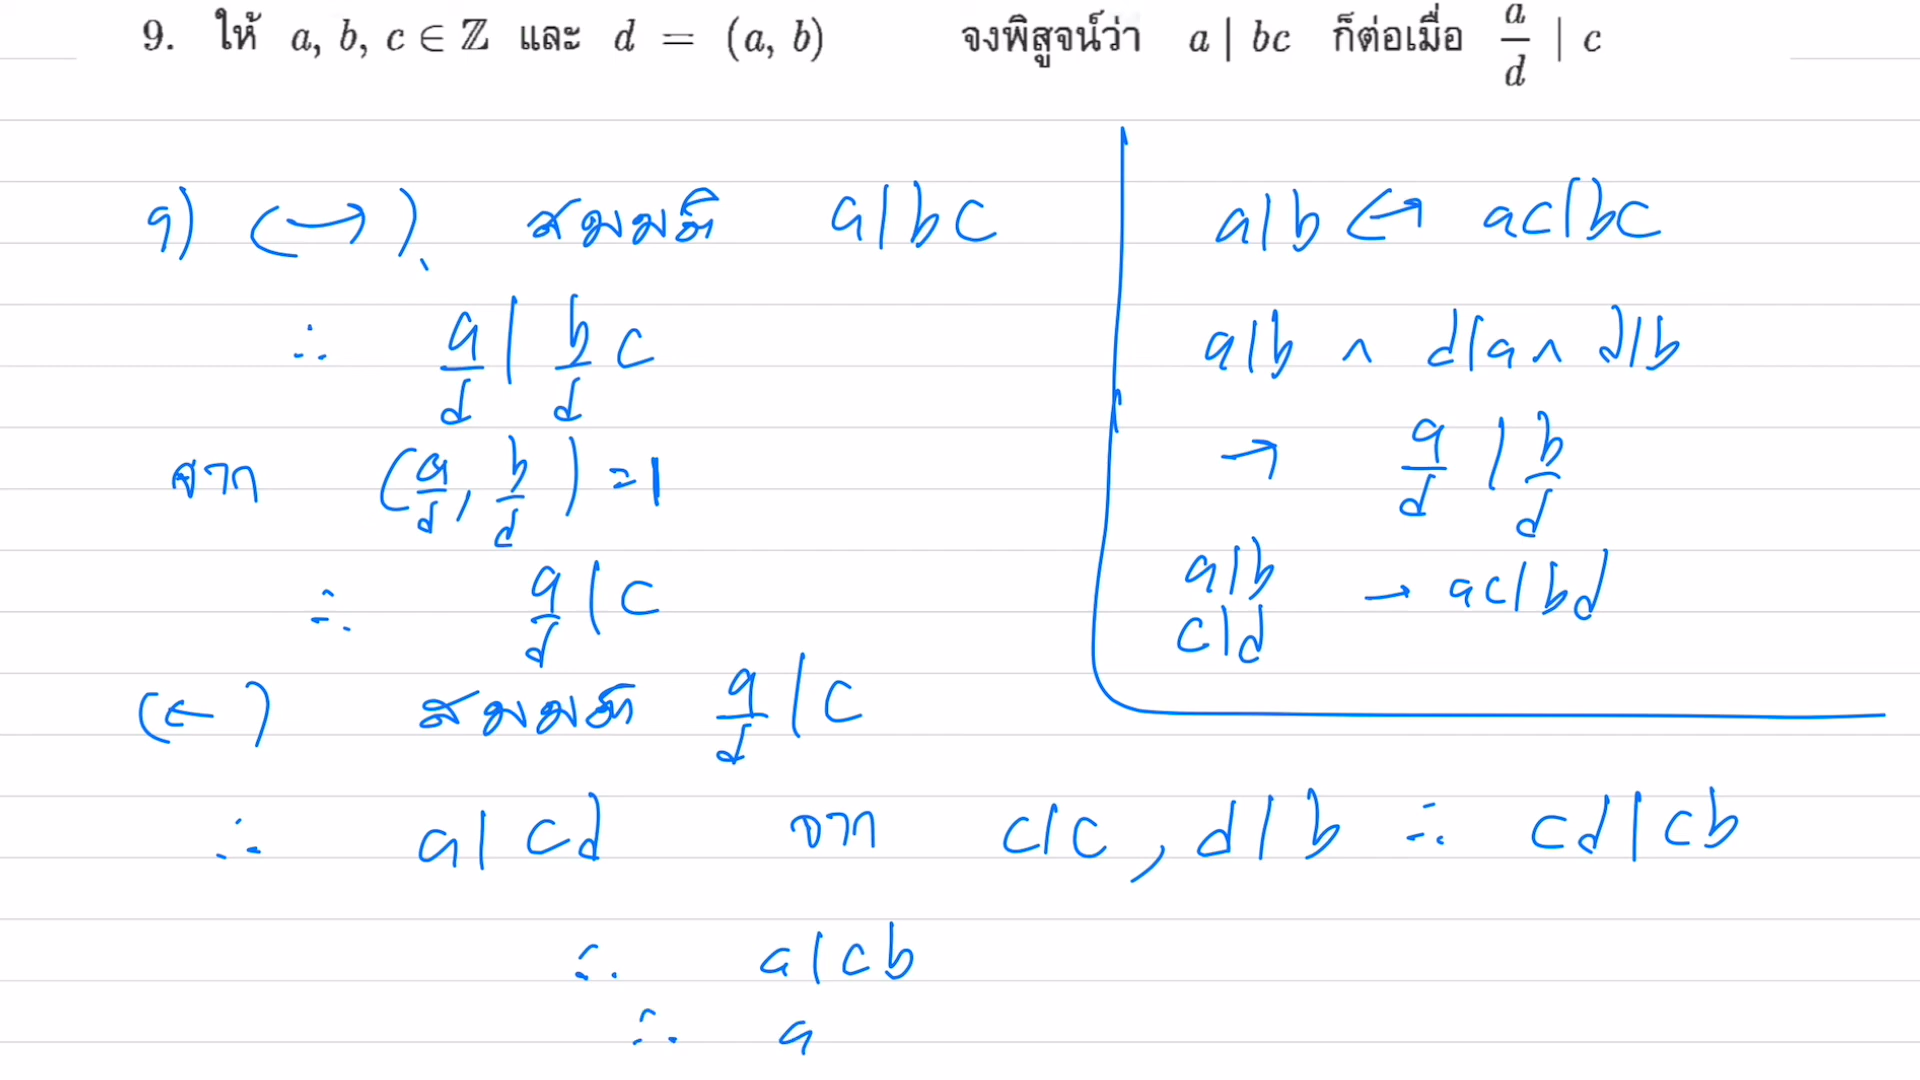 9. ให้ a, b, c ∈ ℤ และ d = (a, b) จงพิสูจน์ว่า a | bc ก็ต่อเมื่อ a/d | c
9) (→) สมมติ a|bc
∴ a/d | b/d c
จาก (a/d, b/d) = 1
∴ a/d | c
(←) สมมติ a/d | c
∴ a|cd จาก c|c, d|b ∴ cd|cb
∴ a|cb
∴ a
a|b ↔ ac|bc
a|b ∧ d|a ∧ d|b
→ a/d | b/d
a|b
c|d → ac|bd